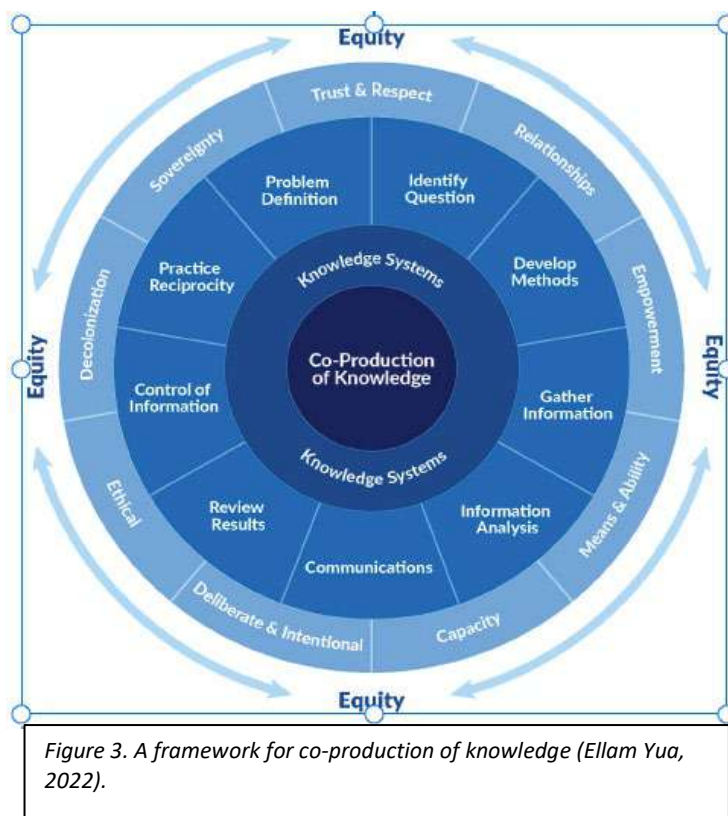 Equity
Trust & Respect
Sovereignty
Relationships
Problem
Definition
Identify
Question
Practice
Reciprocity
Knowledge Systems
Develop
Methods
Decolonization
Empowerment
Equity
Co-Production
of Knowledge
Equity
Control of
Information
Gather
Information
Knowledge Systems
Review
Results
Information
Analysis
Ethical
Means & Ability
Communications
Deliberate & Intentional
Capacity
Equity
Figure 3. A framework for co-production of knowledge (Ellam Yua,
2022).